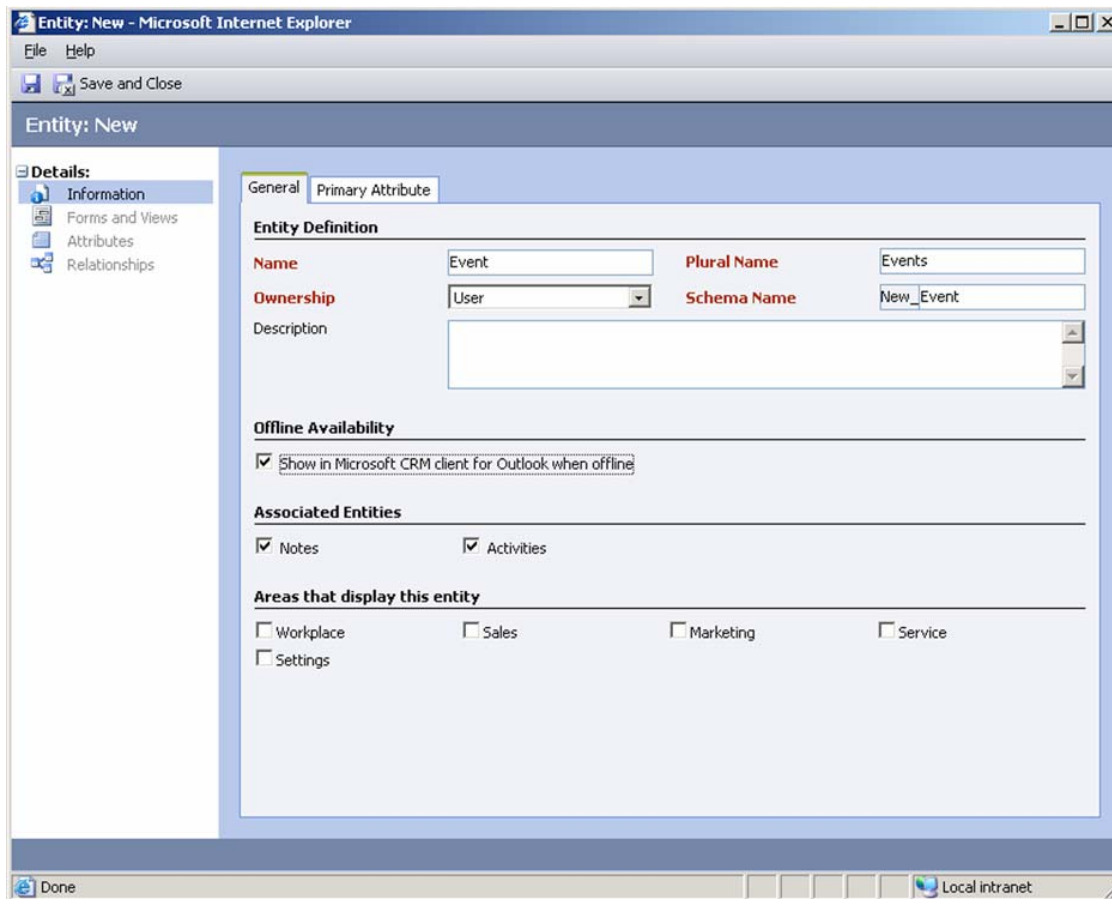 Entity: New - Microsoft Internet Explorer
File Help
Save and Close
Entity: New
Details:
Information
Forms and Views
Attributes
Relationships
General Primary Attribute
Entity Definition
Name Event Plural Name Events
Ownership User Schema Name New_Event
Description
Offline Availability
Show in Microsoft CRM client for Outlook when offline
Associated Entities
Notes Activities
Areas that display this entity
Workplace Sales Marketing Service
Settings
Done Local intranet